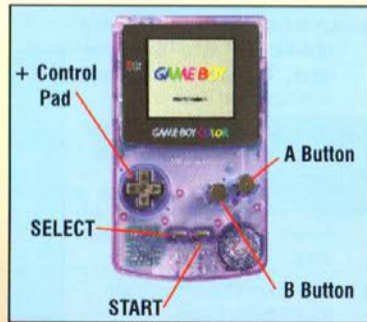 + Control
Pad
GAME BOY
GAME BOY COLOR
A Button
SELECT
B Button
START